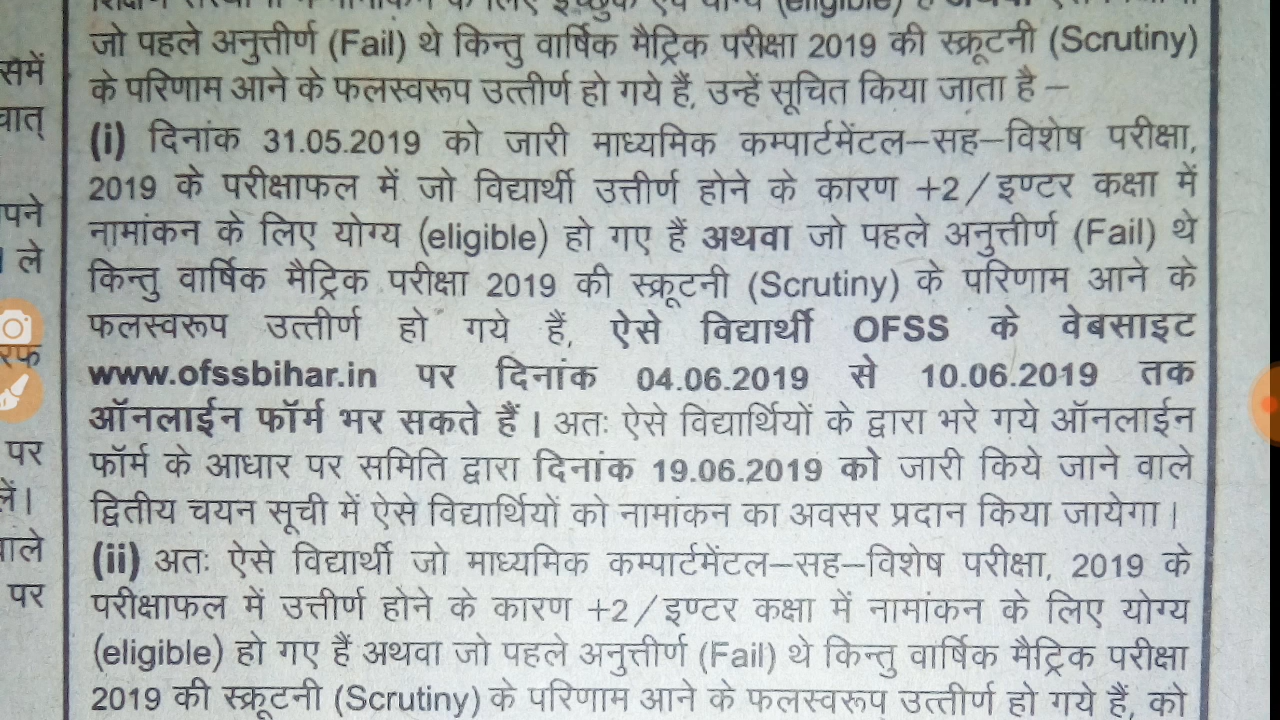 समें
चात्
पने
ले
रफ
पर
लें।
वाले
पर
जो पहले अनुत्तीर्ण (Fail) थे किन्तु वार्षिक मैट्रिक परीक्षा 2019 की स्क्रूटनी (Scrutiny)
के परिणाम आने के फलस्वरूप उत्तीर्ण हो गये हैं, उन्हें सूचित किया जाता है –
(i) दिनांक 31.05.2019 को जारी माध्यमिक कम्पार्टमेंटल–सह–विशेष परीक्षा,
2019 के परीक्षाफल में जो विद्यार्थी उत्तीर्ण होने के कारण +2/इण्टर कक्षा में
नामांकन के लिए योग्य (eligible) हो गए हैं अथवा जो पहले अनुत्तीर्ण (Fail) थे
किन्तु वार्षिक मैट्रिक परीक्षा 2019 की स्क्रूटनी (Scrutiny) के परिणाम आने के
फलस्वरूप उत्तीर्ण हो गये हैं, ऐसे विद्यार्थी OFSS के वेबसाइट
www.ofssbihar.in पर दिनांक 04.06.2019 से 10.06.2019 तक
ऑनलाईन फॉर्म भर सकते हैं। अतः ऐसे विद्यार्थियों के द्वारा भरे गये ऑनलाईन
फॉर्म के आधार पर समिति द्वारा दिनांक 19.06.2019 को जारी किये जाने वाले
द्वितीय चयन सूची में ऐसे विद्यार्थियों को नामांकन का अवसर प्रदान किया जायेगा।
(ii) अतः ऐसे विद्यार्थी जो माध्यमिक कम्पार्टमेंटल–सह–विशेष परीक्षा, 2019 के
परीक्षाफल में उत्तीर्ण होने के कारण +2/इण्टर कक्षा में नामांकन के लिए योग्य
(eligible) हो गए हैं अथवा जो पहले अनुत्तीर्ण (Fail) थे किन्तु वार्षिक मैट्रिक परीक्षा
2019 की स्क्रूटनी (Scrutiny) के परिणाम आने के फलस्वरूप उत्तीर्ण हो गये हैं, को